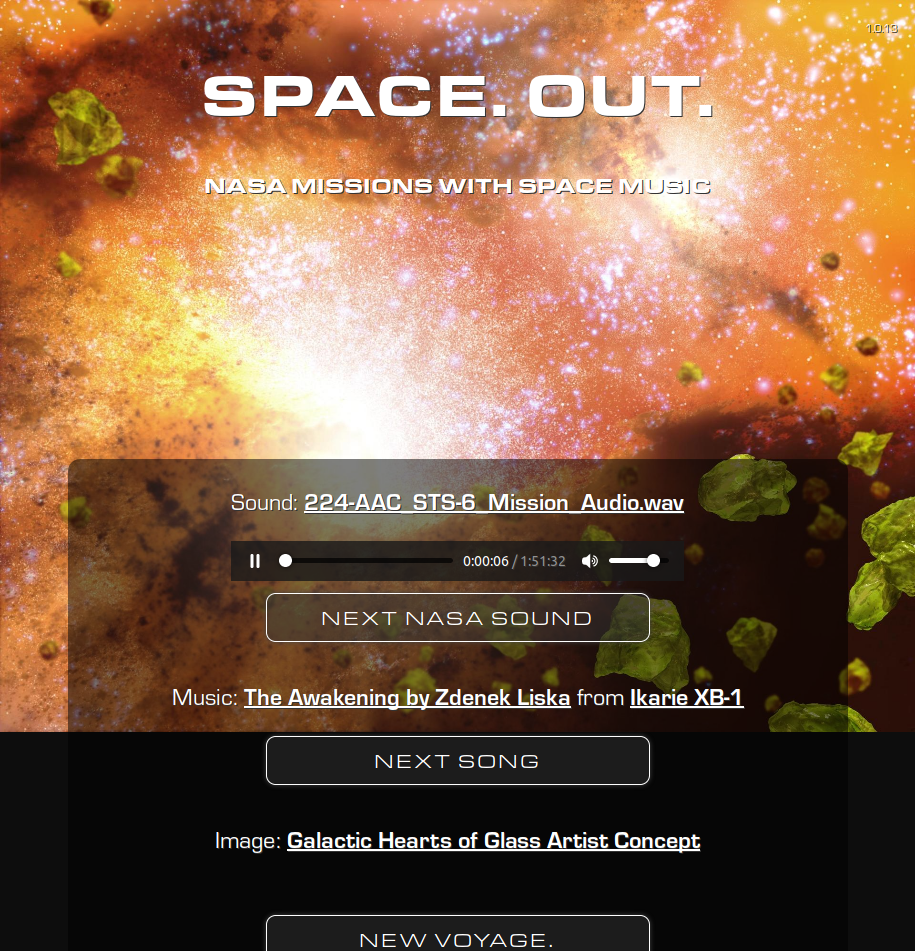 1.0.13
SPACE. OUT.
NASA MISSIONS WITH SPACE MUSIC
Sound: 224-AAC_STS-6_Mission_Audio.wav
0:00:06 / 1:51:32
NEXT NASA SOUND
Music: The Awakening by Zdenek Liska from Ikarie XB-1
NEXT SONG
Image: Galactic Hearts of Glass Artist Concept
NEW VOYAGE.